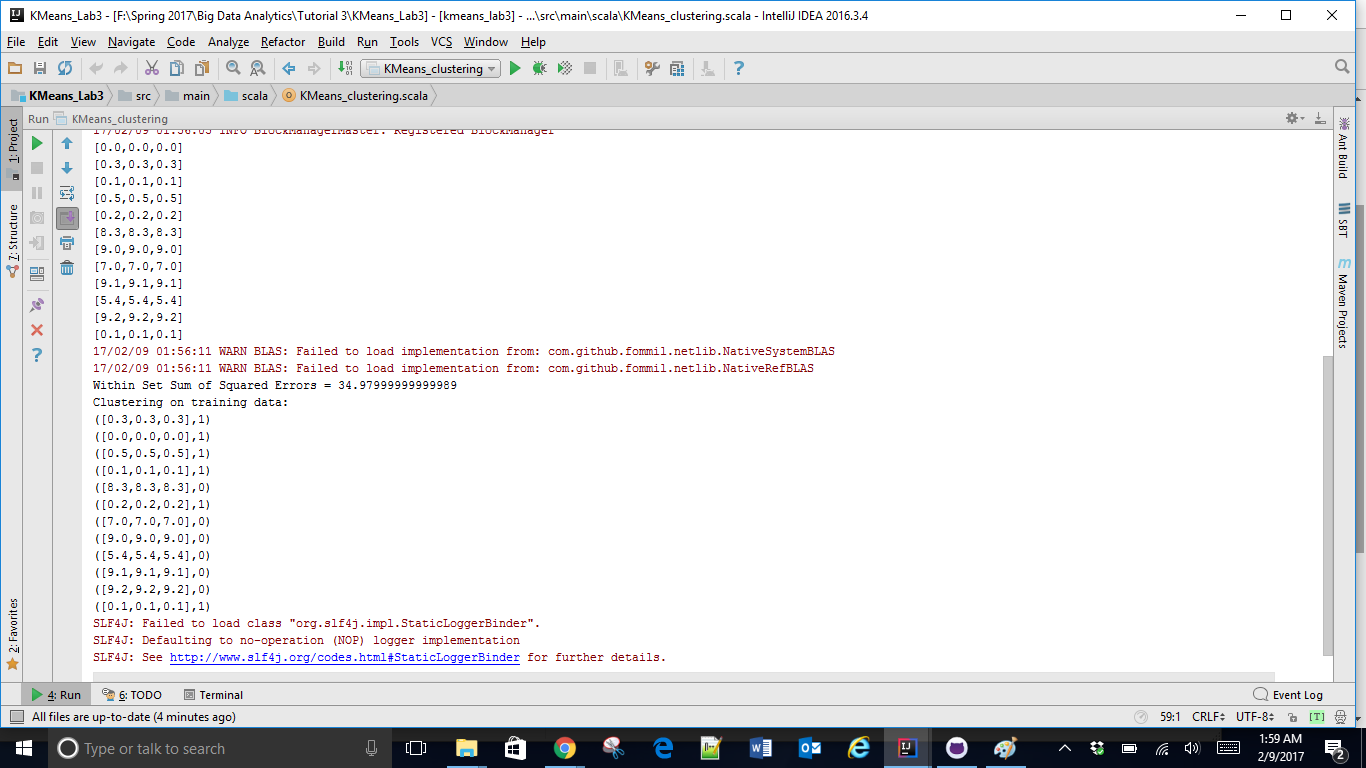 KMeans_Lab3 - [F:\Spring 2017\Big Data Analytics\Tutorial 3\KMeans_Lab3] - [kmeans_lab3] - ...\src\main\scala\KMeans_clustering.scala - IntelliJ IDEA 2016.3.4
File Edit View Navigate Code Analyze Refactor Build Run Tools VCS Window Help
KMeans_clustering
KMeans_Lab3 src main scala KMeans_clustering.scala
Run KMeans_clustering
1: Project
7: Structure
2: Favorites
Ant Build
SBT
Maven Projects
17/02/09 01:56:05 INFO BlockManagerMaster: Registered BlockManager
[0.0,0.0,0.0]
[0.3,0.3,0.3]
[0.1,0.1,0.1]
[0.5,0.5,0.5]
[0.2,0.2,0.2]
[8.3,8.3,8.3]
[9.0,9.0,9.0]
[7.0,7.0,7.0]
[9.1,9.1,9.1]
[5.4,5.4,5.4]
[9.2,9.2,9.2]
[0.1,0.1,0.1]
17/02/09 01:56:11 WARN BLAS: Failed to load implementation from: com.github.fommil.netlib.NativeSystemBLAS
17/02/09 01:56:11 WARN BLAS: Failed to load implementation from: com.github.fommil.netlib.NativeRefBLAS
Within Set Sum of Squared Errors = 34.97999999999989
Clustering on training data:
([0.3,0.3,0.3],1)
([0.0,0.0,0.0],1)
([0.5,0.5,0.5],1)
([0.1,0.1,0.1],1)
([8.3,8.3,8.3],0)
([0.2,0.2,0.2],1)
([7.0,7.0,7.0],0)
([9.0,9.0,9.0],0)
([5.4,5.4,5.4],0)
([9.1,9.1,9.1],0)
([9.2,9.2,9.2],0)
([0.1,0.1,0.1],1)
SLF4J: Failed to load class "org.slf4j.impl.StaticLoggerBinder".
SLF4J: Defaulting to no-operation (NOP) logger implementation
SLF4J: See http://www.slf4j.org/codes.html#StaticLoggerBinder for further details.
4: Run 6: TODO Terminal Event Log
All files are up-to-date (4 minutes ago) 59:1 CRLF UTF-8 [T]
Type or talk to search
1:59 AM
2/9/2017
2